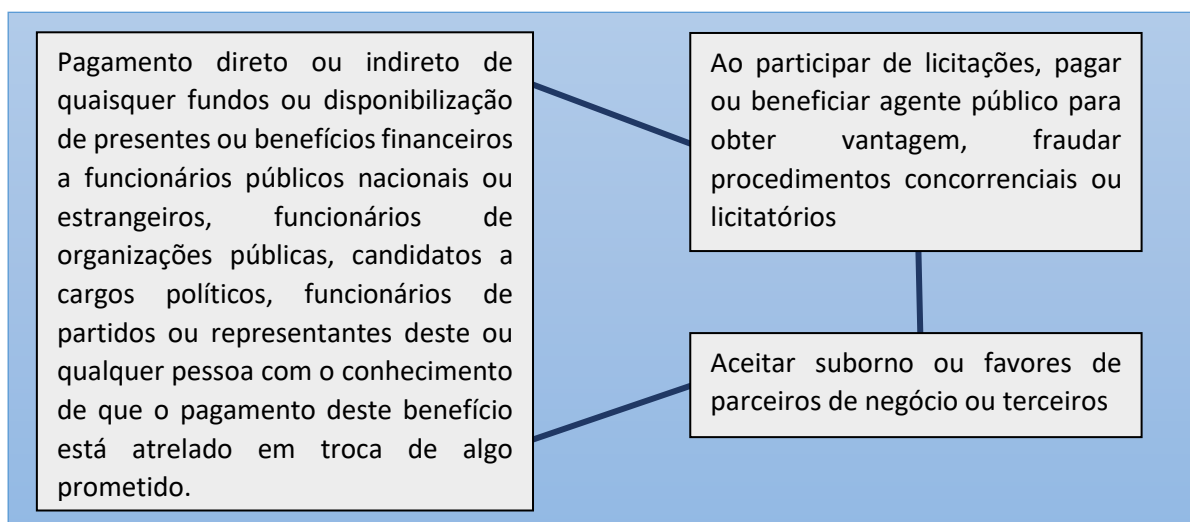 Pagamento direto ou indireto de
quaisquer fundos ou disponibilização
de presentes ou benefícios financeiros
a funcionários públicos nacionais ou
estrangeiros, funcionários de
organizações públicas, candidatos a
cargos políticos, funcionários de
partidos ou representantes deste ou
qualquer pessoa com o conhecimento
de que o pagamento deste benefício
está atrelado em troca de algo
prometido.
Ao participar de licitações, pagar
ou beneficiar agente público para
obter vantagem, fraudar
procedimentos concorrenciais ou
licitatórios
Aceitar suborno ou favores de
parceiros de negócio ou terceiros